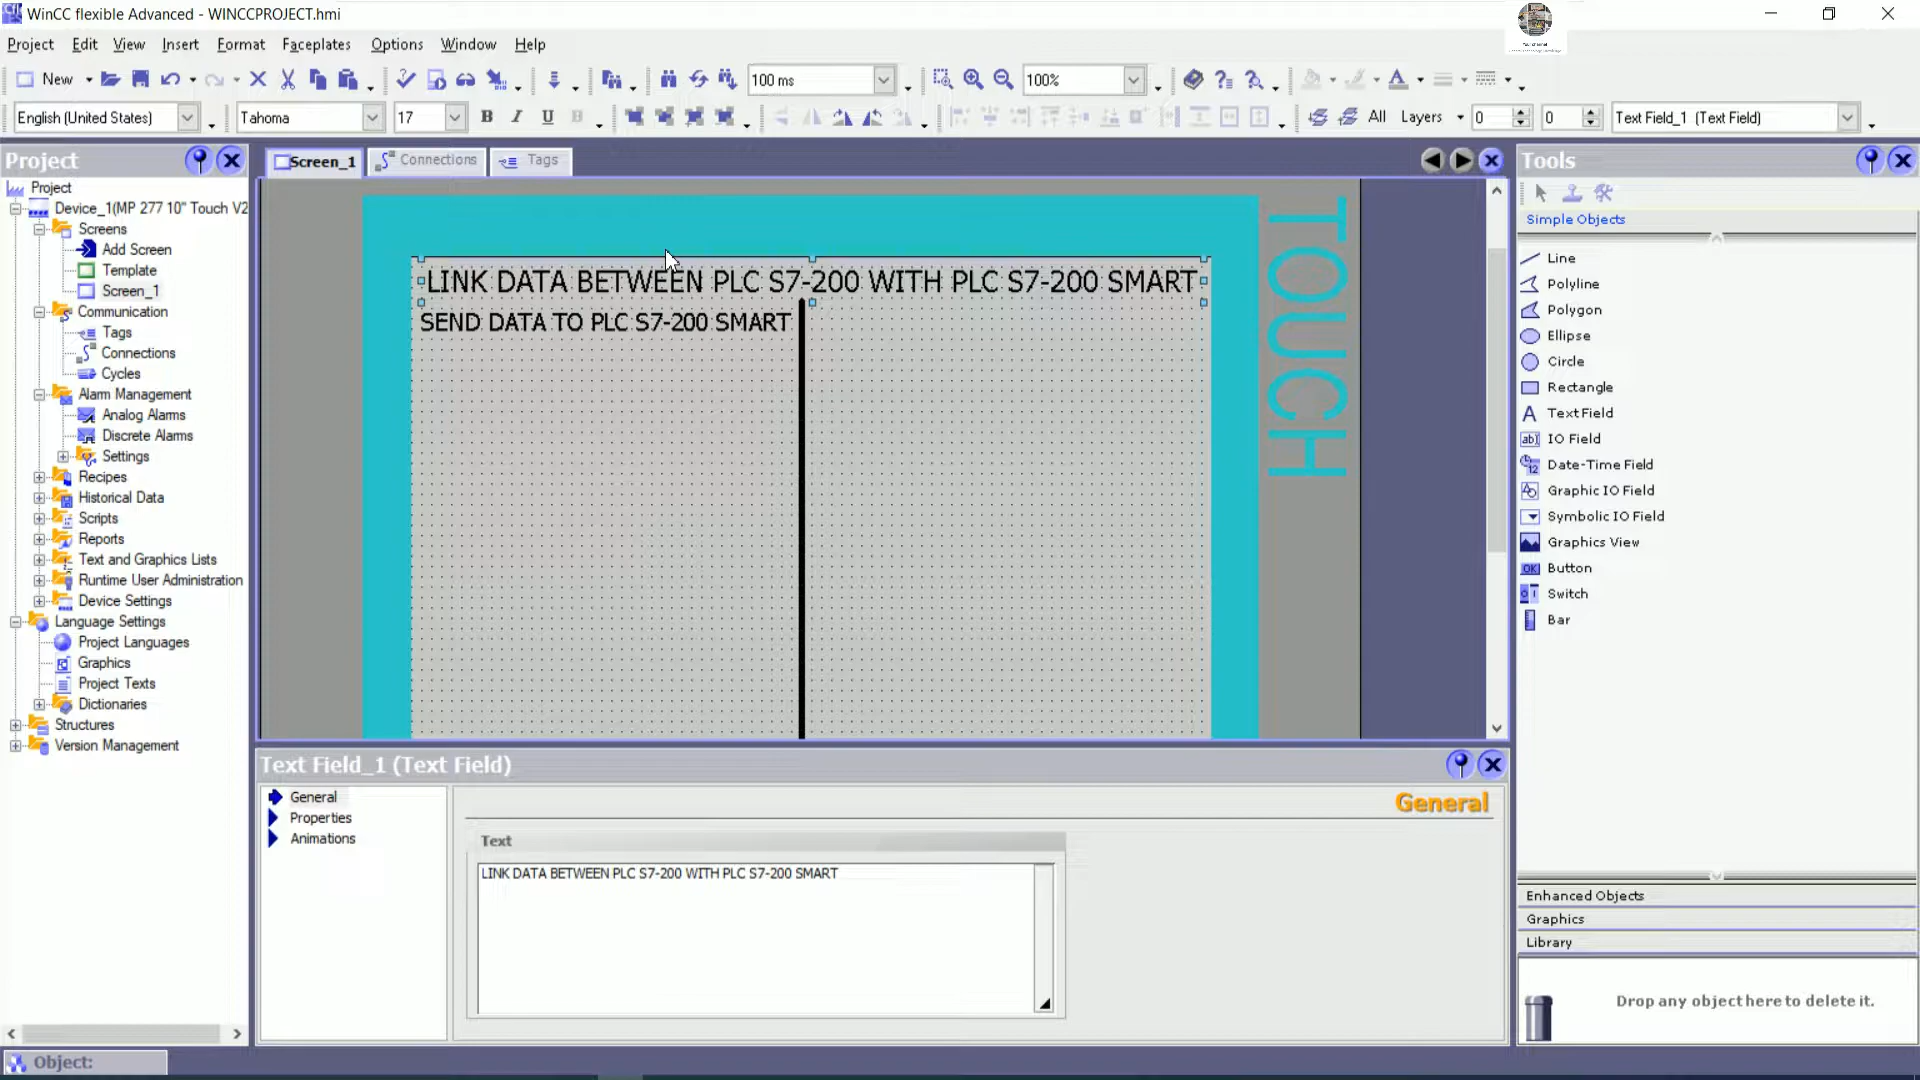 WinCC flexible Advanced - WINCCPROJECT.hmi
Project Edit View Insert Format Faceplates Options Window Help
New 100 ms 100%
English (United States) Tahoma 17 B I U B All Layers 0 0 Text Field_1 (Text Field)
Project
Project
Device_1(MP 277 10" Touch V2
Screens
Add Screen
Template
Screen_1
Communication
Tags
Connections
Cycles
Alarm Management
Analog Alarms
Discrete Alarms
Settings
Recipes
Historical Data
Scripts
Reports
Text and Graphics Lists
Runtime User Administration
Device Settings
Language Settings
Project Languages
Graphics
Project Texts
Dictionaries
Structures
Version Management
Screen_1 Connections Tags
LINK DATA BETWEEN PLC S7-200 WITH PLC S7-200 SMART
SEND DATA TO PLC S7-200 SMART
TOUCH
Text Field_1 (Text Field)
General
Properties
Animations
General
Text
LINK DATA BETWEEN PLC S7-200 WITH PLC S7-200 SMART
Tools
Simple Objects
Line
Polyline
Polygon
Ellipse
Circle
Rectangle
Text Field
IO Field
Date-Time Field
Graphic IO Field
Symbolic IO Field
Graphics View
Button
Switch
Bar
Enhanced Objects
Graphics
Library
Drop any object here to delete it.
Object: